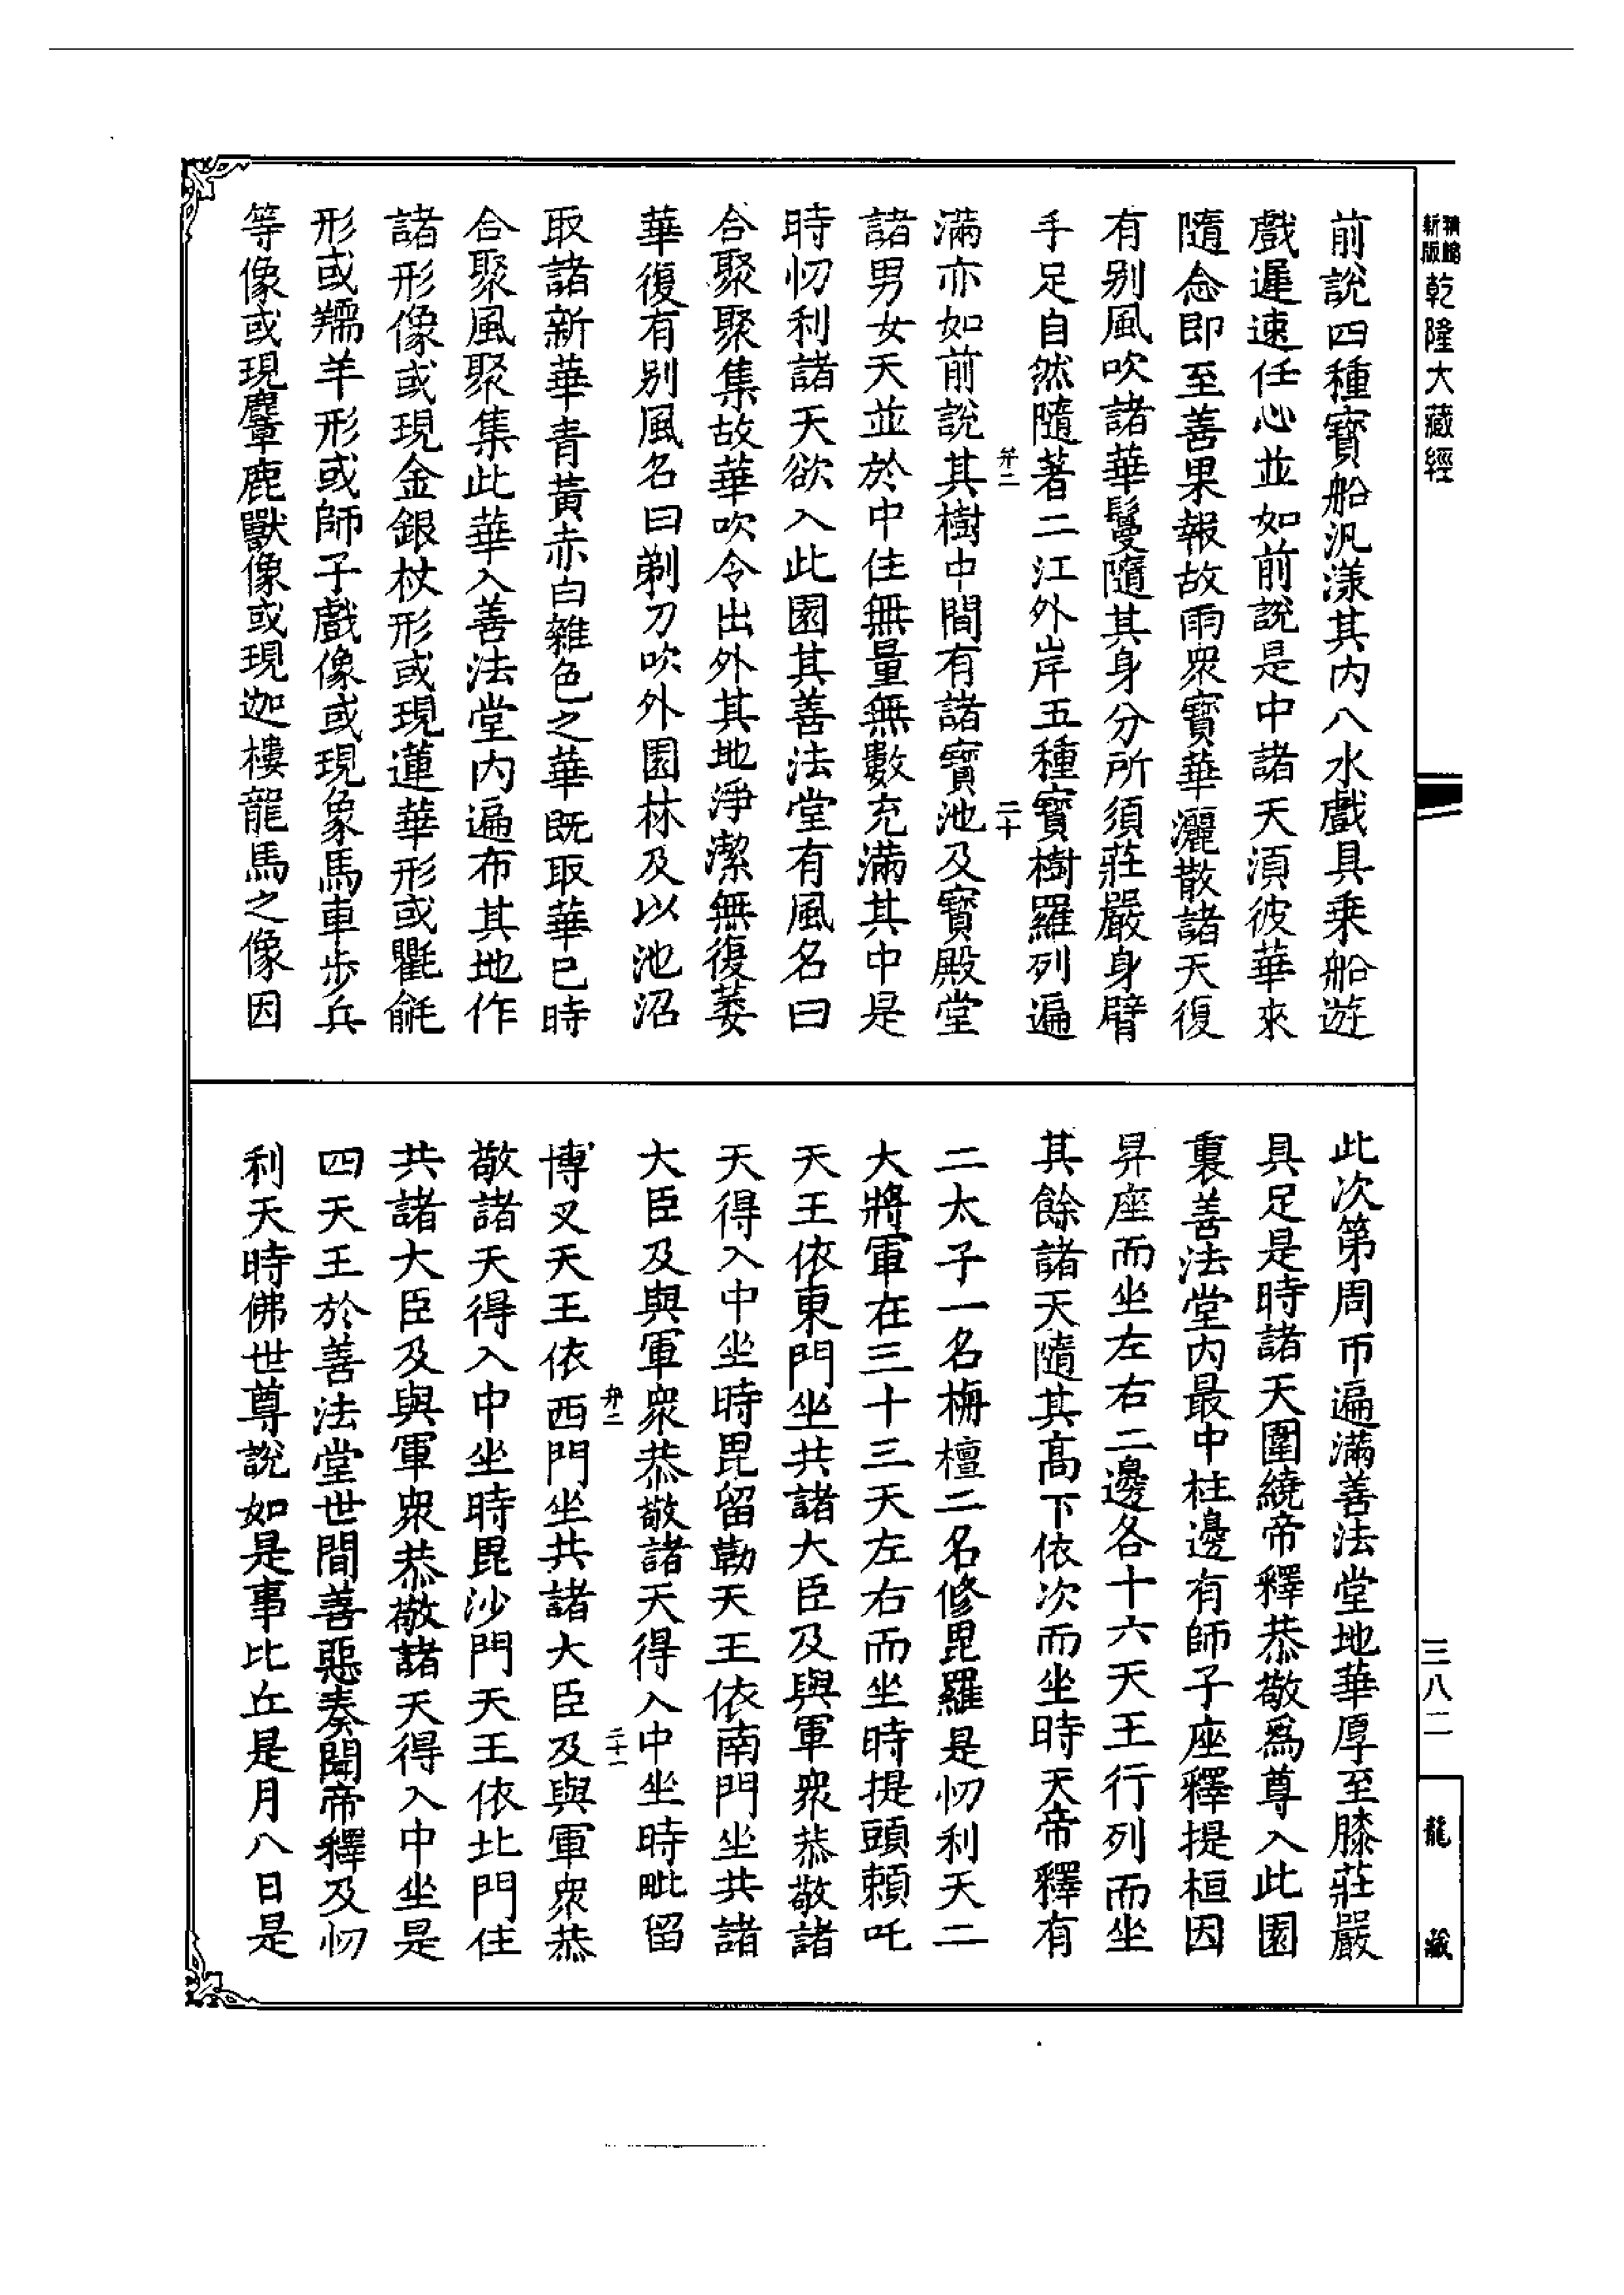 精編
新版
乾隆大藏經
前說四種寶船汎漾其內八水戲具乘船遊
戲遲速任心並如前說是中諸天湏彼華來
隨念即至善果報故雨眾寶華灑散諸天復
有別風吹諸華鬘隨其身分所須莊嚴身臂
手足自然隨著二江外岸五種寶樹羅列遍
弁二
二十
滿亦如前說其樹中間有諸寶池及寶殿堂
諸男女天並於中住無量無數充滿其中是
時忉利諸天欲入此園其善法堂有風名曰
合聚聚集故華吹令出外其地淨潔無復萎
華復有別風名曰剃刀吹外園林及以池沼
取諸新華青黃赤白雜色之華既取華已時
合聚風聚集此華入善法堂內遍布其地作
諸形像或現金銀杖形或現蓮華形或氍毹
形或羺羊形或師子戲像或現象馬車步兵
等像或現麞鹿獸像或現迦樓龍馬之像因
此次第周帀遍滿善法堂地華厚至膝莊嚴
具足是時諸天圍繞帝釋恭敬為尊入此園
裏善法堂內最中柱邊有師子座釋提桓因
昇座而坐左右二邊各十六天王行列而坐
其餘諸天隨其高下依次而坐時天帝釋有
二太子一名栴檀二名修毘羅是忉利天二
大將軍在三十三天左右而坐時提頭賴吒
天王依東門坐共諸大臣及與軍眾恭敬諸
天得入中坐時毘留勒天王依南門坐共諸
大臣及與軍眾恭敬諸天得入中坐時毗留
弁二
二十一
博叉天王依西門坐共諸大臣及與軍眾恭
敬諸天得入中坐時毘沙門天王依北門住
共諸大臣及與軍眾恭敬諸天得入中坐是
四天王於善法堂世間善惡奏聞帝釋及忉
利天時佛世尊說如是事比丘是月八日是
三八二
龍藏